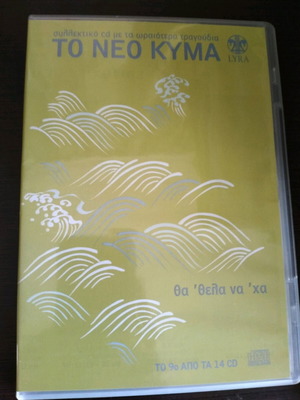 συλλεκτικό cd με τα ωραιότερα τραγούδια
ΤΟ ΝΕΟ ΚΥΜΑ
LYRA
θα 'θελα να 'χα
ΤΟ 9ο ΑΠΟ ΤΑ 14 CD